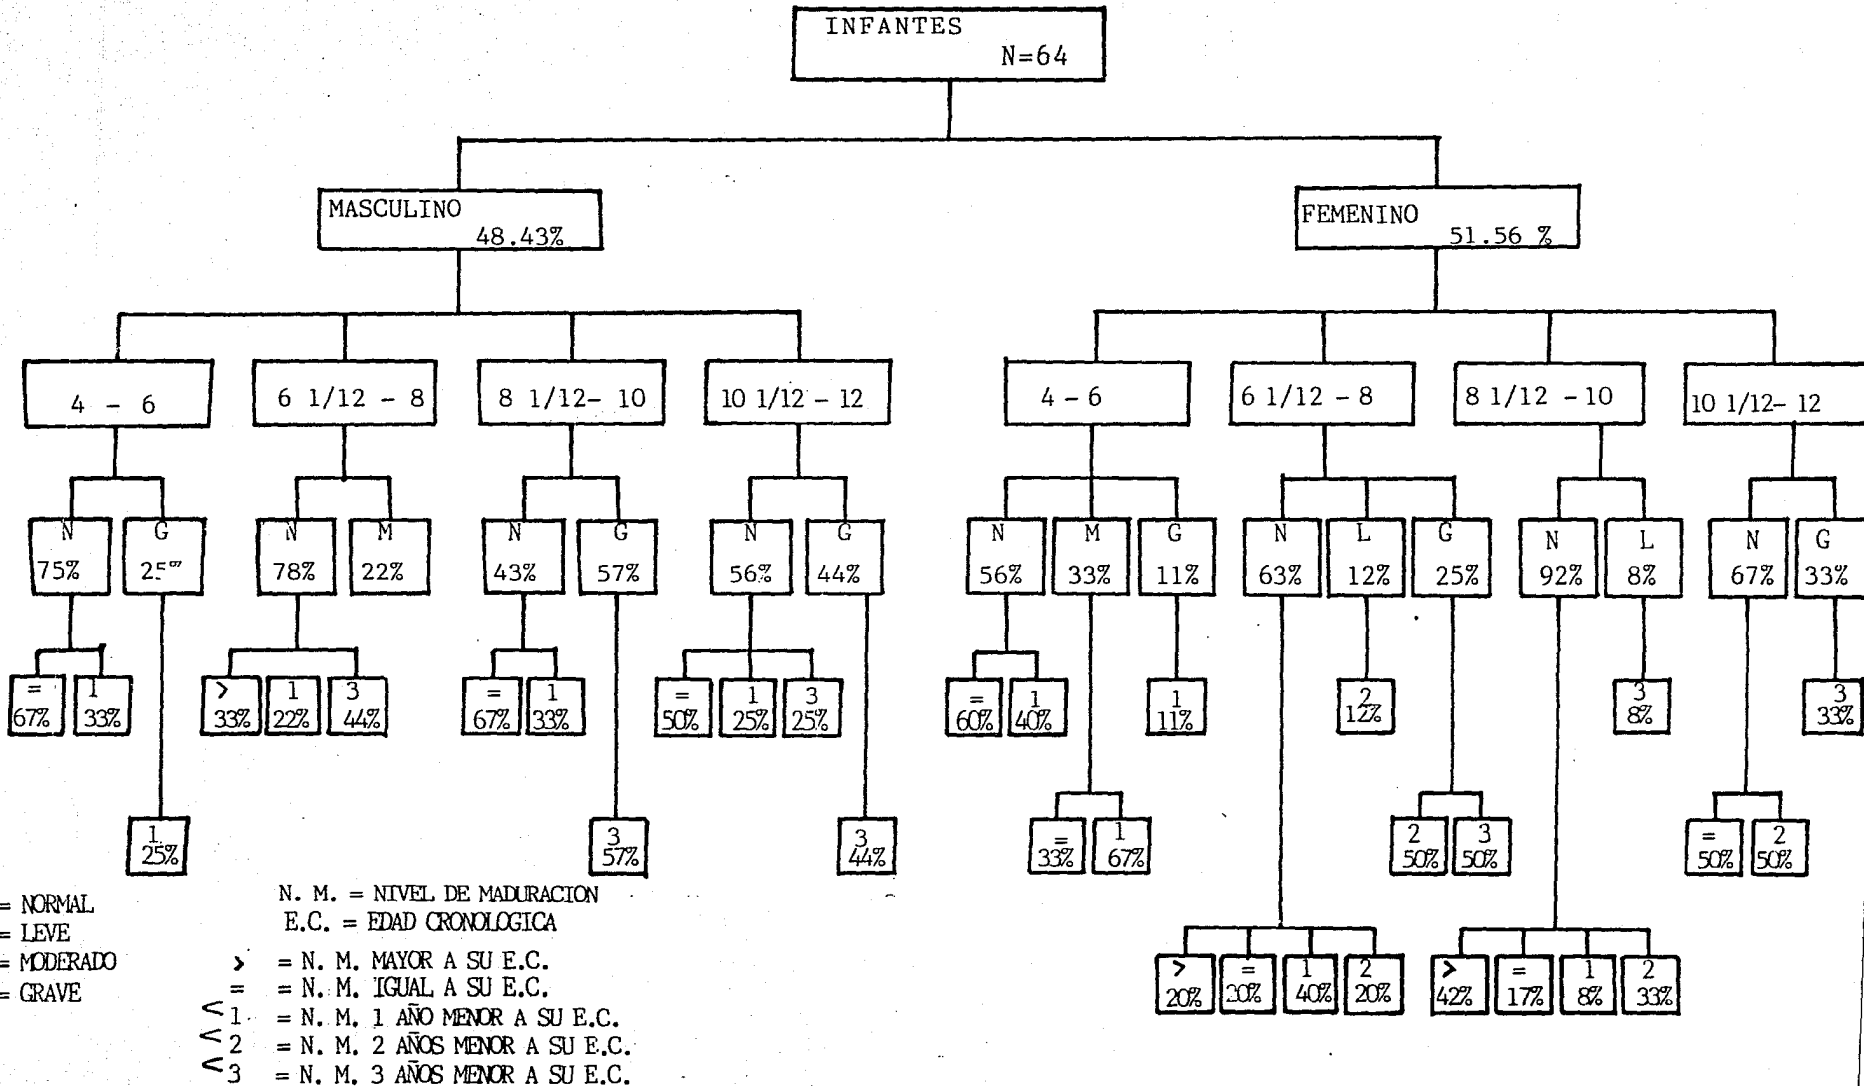 INFANTES
N=64
MASCULINO
48.43%
FEMENINO
51.56 %
4 - 6
6 1/12 - 8
8 1/12- 10
10 1/12 - 12
4 - 6
6 1/12 - 8
8 1/12 - 10
10 1/12- 12
N G N M N G N G N M G N L G N L N G
75% 78% 22% 43% 57% 56% 44% 56% 33% 11% 63% 12% 25% 92% 8% 67% 33%
= 1 > 1 3 = 1 = 1 3 = 1 1 2 3 3
67% 33% 33% 22% 44% 67% 33% 50% 25% 25% 60% 40% 11% 12% 8% 33%
1 3 3 = 1 2 3 = 2
25% 57% 44% 33% 67% 50% 50% 50% 50%
> = 1 2 > = 1 2
20% 40% 20% 42% 17% 8% 33%
= NORMAL
= LEVE
= MODERADO
= GRAVE
N. M. = NIVEL DE MADURACION
E.C. = EDAD CRONOLOGICA
> = N. M. MAYOR A SU E.C.
= = N. M. IGUAL A SU E.C.
<1 = N. M. 1 AÑO MENOR A SU E.C.
<2 = N. M. 2 AÑOS MENOR A SU E.C.
<3 = N. M. 3 AÑOS MENOR A SU E.C.